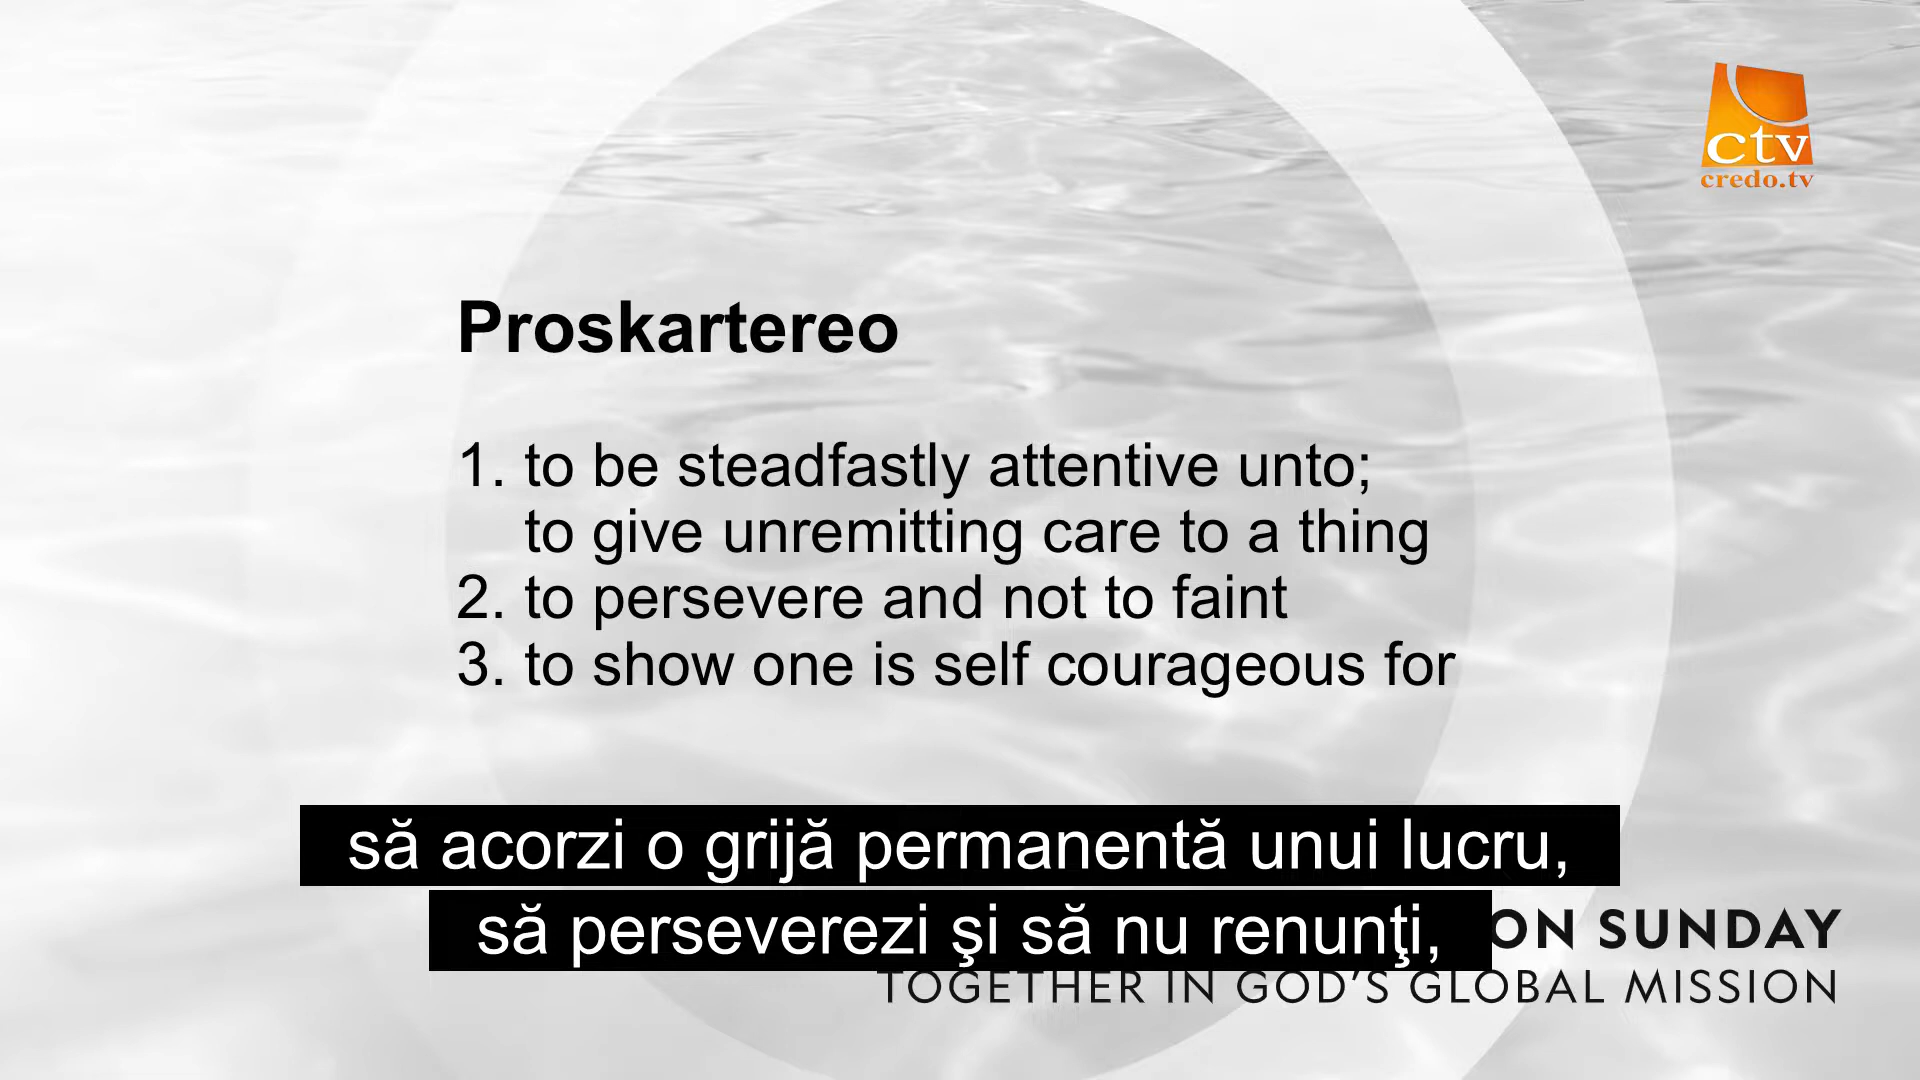 ctv
credo.tv
Proskartereo
1. to be steadfastly attentive unto;
to give unremitting care to a thing
2. to persevere and not to faint
3. to show one is self courageous for
să acorzi o grijă permanentă unui lucru,
să perseverezi şi să nu renunţi,
ON SUNDAY
TOGETHER IN GOD'S GLOBAL MISSION